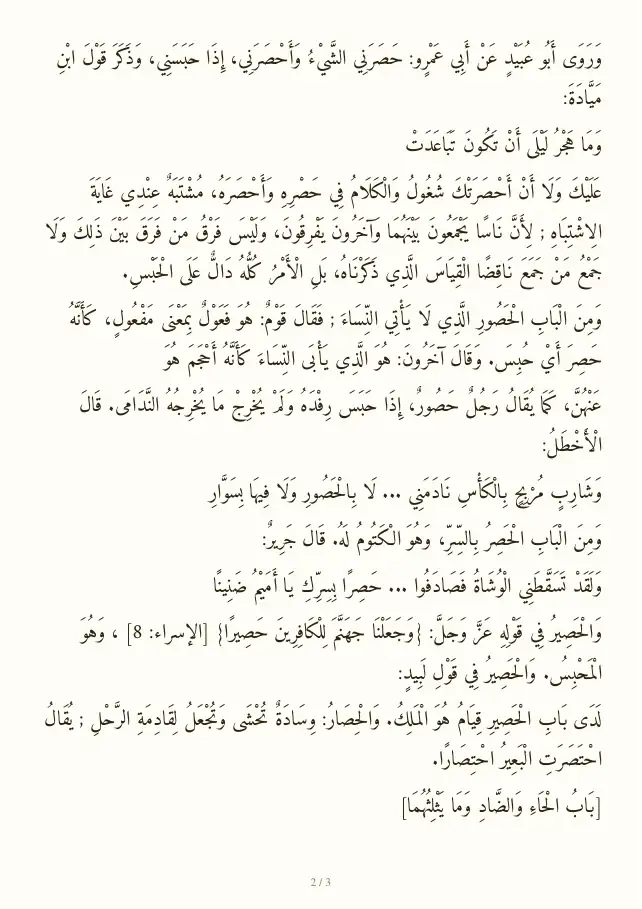 وَرَوَى أَبُو عُبَيْدٍ عَنْ أَبِي عَمْرٍو: حَصَرَنِي الشَّيْءُ وَأَحْصَرَنِي، إِذَا حَبَسَنِي، وَذَكَرَ قَوْلَ ابْنِ
مَيَّادَةَ:
وَمَا هَجْرُ لَيْلَى أَنْ تَكُونَ تَبَاعَدَتْ
عَلَيْكَ وَلَا أَنْ أَحْصَرَتْكَ شُغُولُ وَالْكَلَامُ فِي حَصْرِهِ وَأَحْصَرَهُ، مُشْتَبَهٌ عِنْدِي غَايَةَ
الِاشْتِبَاهِ ; لِأَنَّ نَاسًا يَجْمَعُونَ بَيْنَهُمَا وَآخَرُونَ يَفْرِقُونَ، وَلَيْسَ فَرْقُ مَنْ فَرَقَ بَيْنَ ذَلِكَ وَلَا
جَمْعُ مَنْ جَمَعَ نَاقِضًا الْقِيَاسَ الَّذِي ذَكَرْنَاهُ، بَلِ الْأَمْرُ كُلُّهُ دَالٌّ عَلَى الْحَبْسِ.
وَمِنَ الْبَابِ الْحَصُورِ الَّذِي لَا يَأْتِي النِّسَاءَ ; فَقَالَ قَوْمٌ: هُوَ فَعُولٌ بِمَعْنَى مَفْعُولٍ، كَأَنَّهُ
حَصِرَ أَيْ حُبِسَ. وَقَالَ آخَرُونَ: هُوَ الَّذِي يَأْبَى النِّسَاءَ كَأَنَّهُ أَحْجَمَ هُوَ
عَنْهُنَّ، كَمَا يُقَالُ رَجُلٌ حَصُورٌ، إِذَا حَبَسَ رِفْدَهُ وَلَمْ يُخْرِجْ مَا يُخْرِجُهُ النَّدَامَى. قَالَ
الْأَخْطَلُ:
وَشَارِبٍ مُرْبِحٍ بِالْكَأْسِ نَادَمَنِي ... لَا بِالْحَصُورِ وَلَا فِيهَا بِسَوَّارِ
وَمِنَ الْبَابِ الْحَصِرُ بِالسِّرِّ، وَهُوَ الْكَتُومُ لَهُ. قَالَ جَرِيرٌ:
وَلَقَدْ تَسَقَّطَنِي الْوُشَاةُ فَصَادَفُوا ... حَصِرًا بِسِرِّكِ يَا أُمَيْمُ ضَنِينًا
وَالْحَصِيرُ فِي قَوْلِهِ عَزَّ وَجَلَّ: {وَجَعَلْنَا جَهَنَّمَ لِلْكَافِرِينَ حَصِيرًا} [الإسراء: 8] ، وَهُوَ
الْمَحْبِسُ. وَالْحَصِيرُ فِي قَوْلِ لَبِيدٍ:
لَدَى بَابِ الْحَصِيرِ قِيَامُ هُوَ الْمَلِكُ. وَالْحِصَارُ: وِسَادَةٌ تُحْشَى وَتُجْعَلُ لِقَادِمَةِ الرَّحْلِ ; يُقَالُ
احْتَصَرَتِ الْبَعِيرُ احْتِصَارًا.
[بَابُ الْحَاءِ وَالضَّادِ وَمَا يَثْلِثُهُمَا]
2 / 3